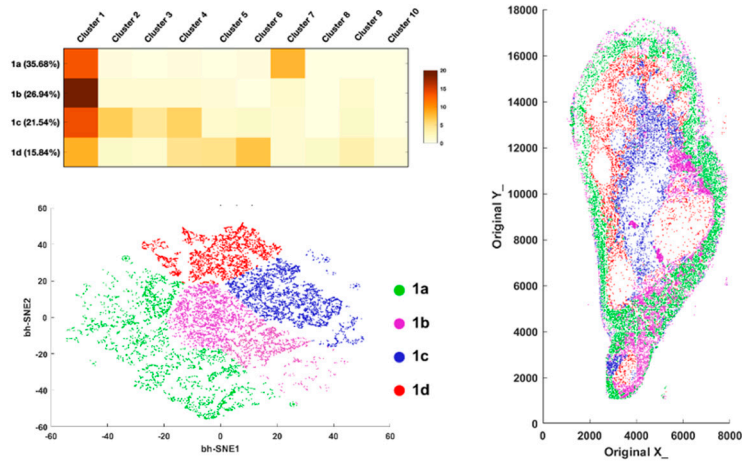 Cluster 1 Cluster 2 Cluster 3 Cluster 4 Cluster 5 Cluster 6 Cluster 7 Cluster 8 Cluster 9 Cluster 10
1a (35.68%)
1b (26.94%)
1c (21.54%)
1d (15.84%)
20
15
10
5
0
60
40
20
0
-20
-40
-60
bh-SNE2
-60 -40 -20 0 20 40 60
bh-SNE1
1a
1b
1c
1d
18000
16000
14000
12000
10000
8000
6000
4000
2000
0
Original Y_
0 2000 4000 6000 8000
Original X_